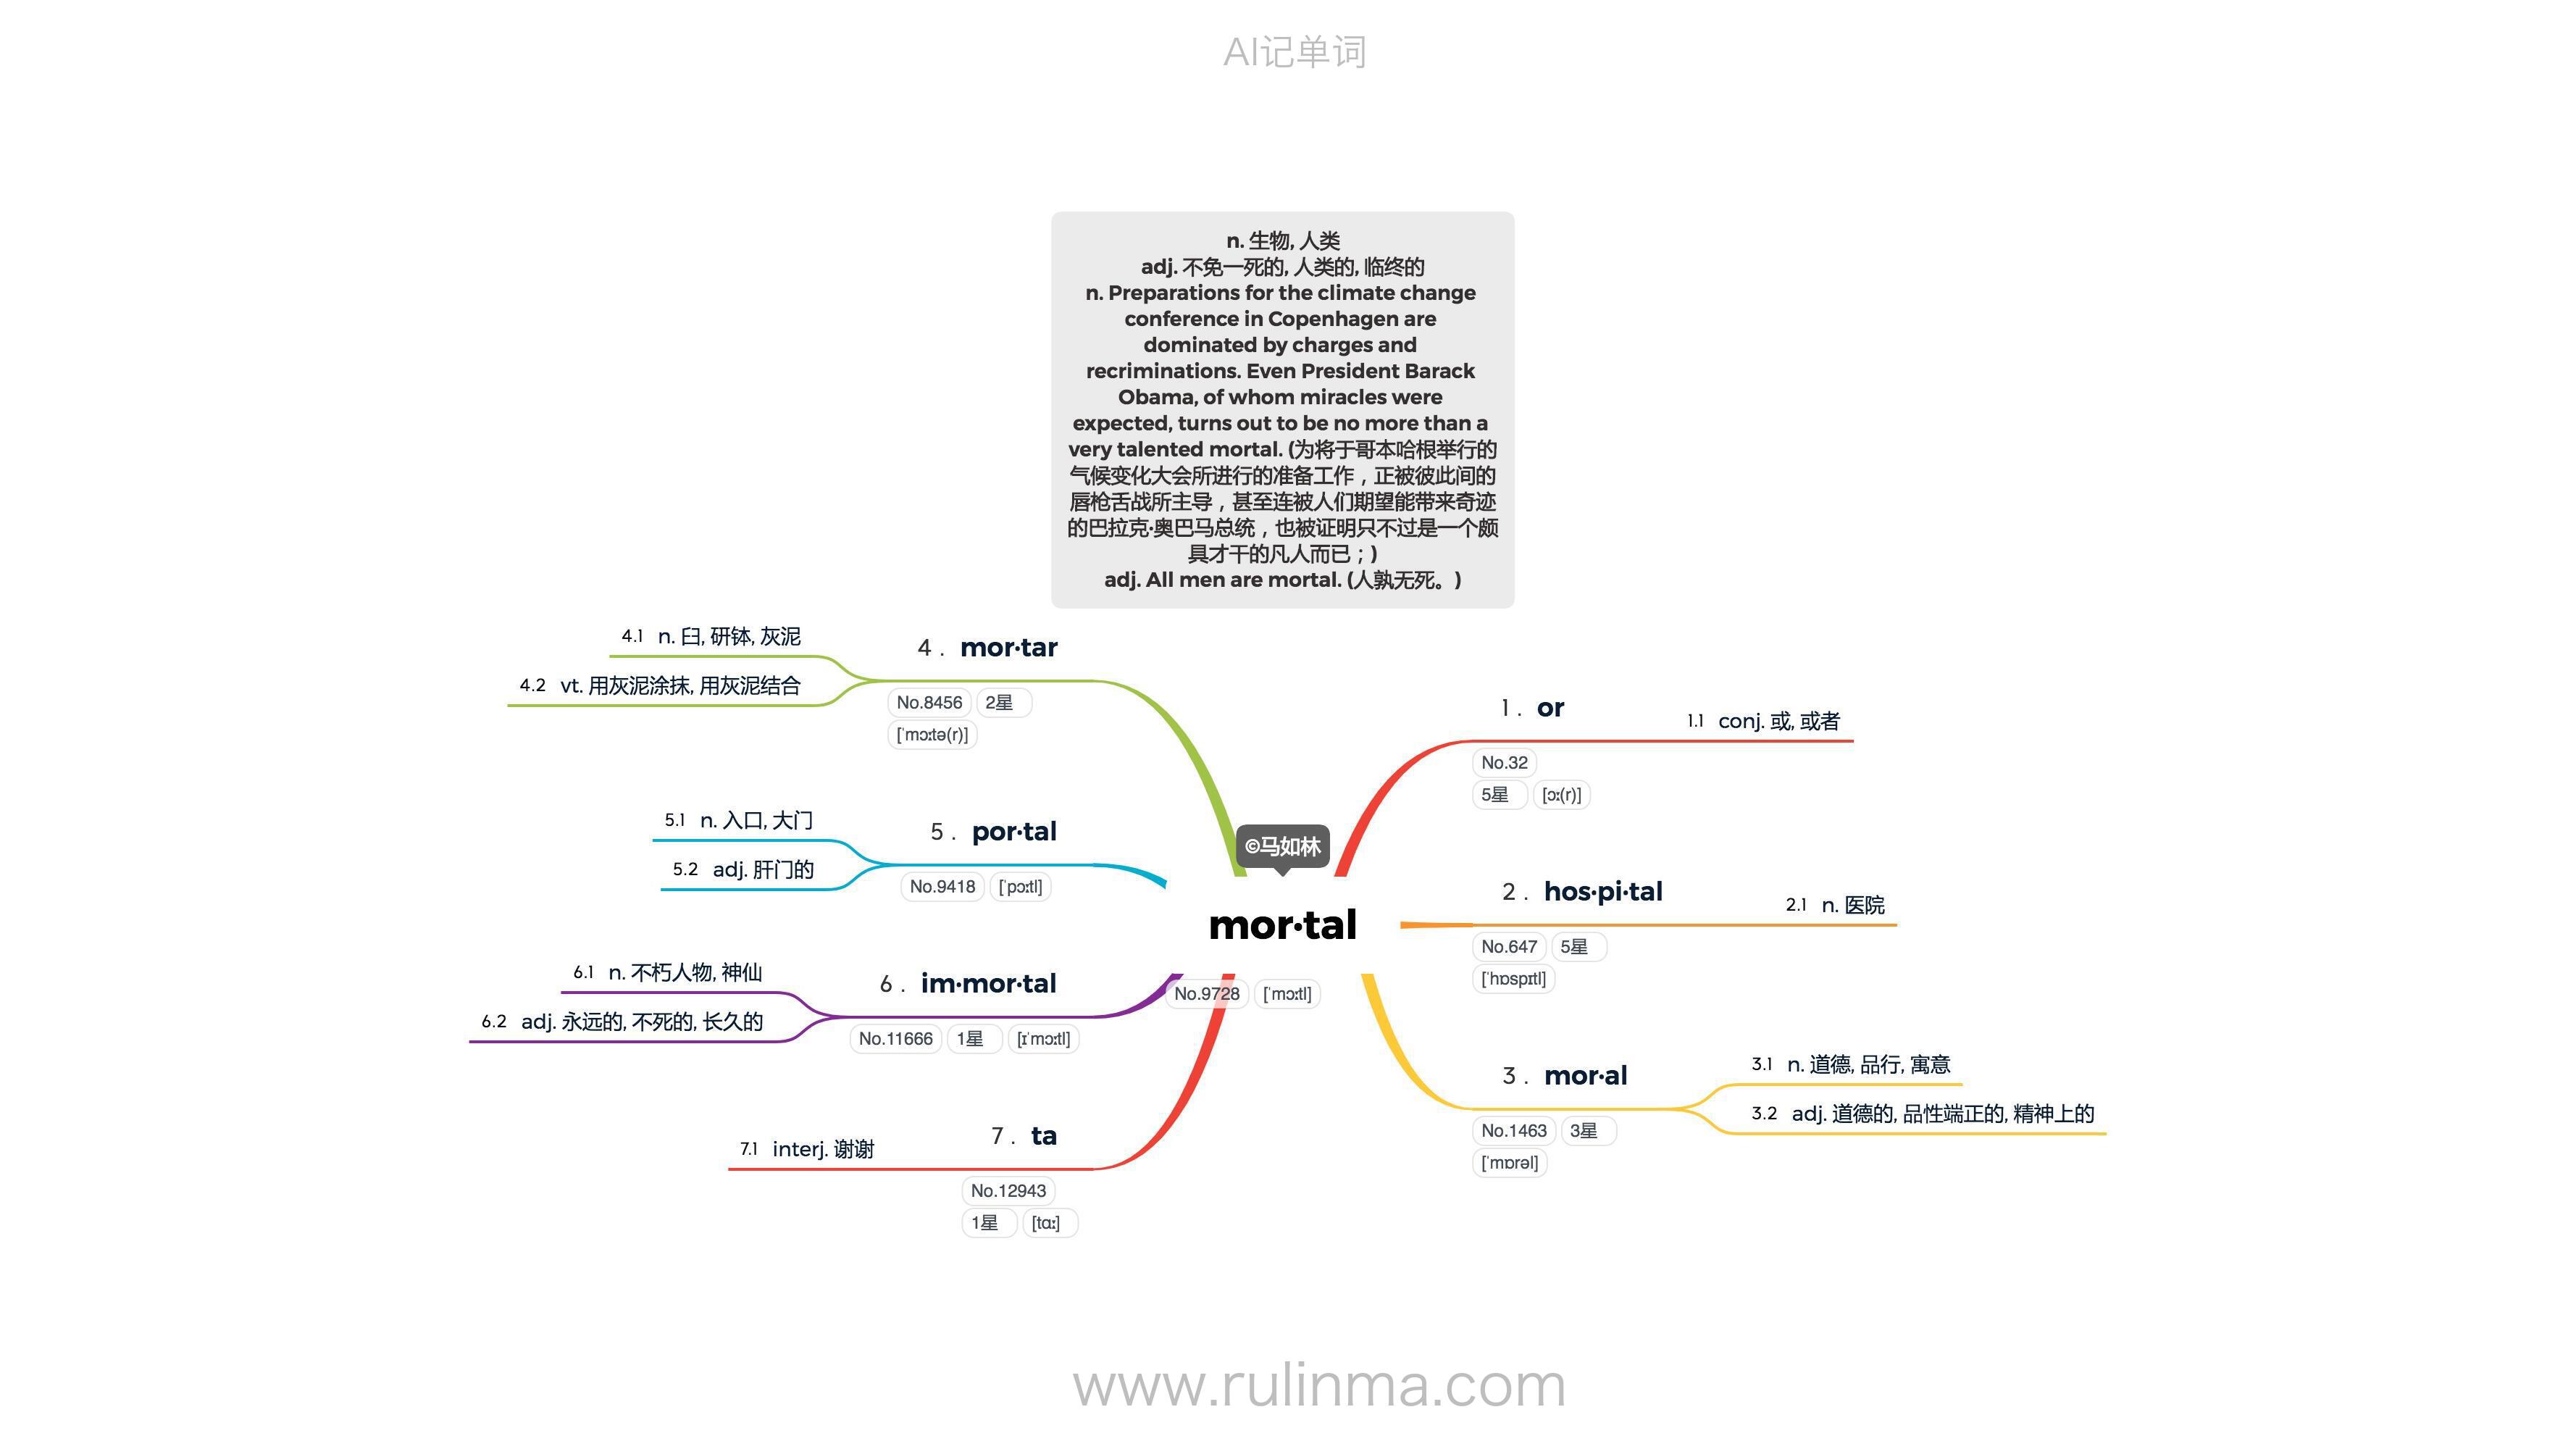 AI记单词
n. 生物, 人类
adj. 不免一死的, 人类的, 临终的
n. Preparations for the climate change
conference in Copenhagen are
dominated by charges and
recriminations. Even President Barack
Obama, of whom miracles were
expected, turns out to be no more than a
very talented mortal. (为将于哥本哈根举行的
气候变化大会所进行的准备工作，正被彼此间的
唇枪舌战所主导，甚至连被人们期望能带来奇迹
的巴拉克·奥巴马总统，也被证明只不过是一个颇
具才干的凡人而已；)
adj. All men are mortal. (人孰无死。)
©马如林
mor·tal
No.9728 [ˈmɔːtl]
1 . or
No.32
5星 [ɔː(r)]
1.1 conj. 或, 或者
2 . hos·pi·tal
No.647 5星
[ˈhɒspɪtl]
2.1 n. 医院
3 . mor·al
No.1463 3星
[ˈmɒrəl]
3.1 n. 道德, 品行, 寓意
3.2 adj. 道德的, 品性端正的, 精神上的
4 . mor·tar
No.8456 2星
[ˈmɔːtə(r)]
4.1 n. 臼, 研钵, 灰泥
4.2 vt. 用灰泥涂抹, 用灰泥结合
5 . por·tal
No.9418 [ˈpɔːtl]
5.1 n. 入口, 大门
5.2 adj. 肝门的
6 . im·mor·tal
No.11666 1星 [ɪˈmɔːtl]
6.1 n. 不朽人物, 神仙
6.2 adj. 永远的, 不死的, 长久的
7 . ta
No.12943
1星 [tɑː]
7.1 interj. 谢谢
www.rulinma.com